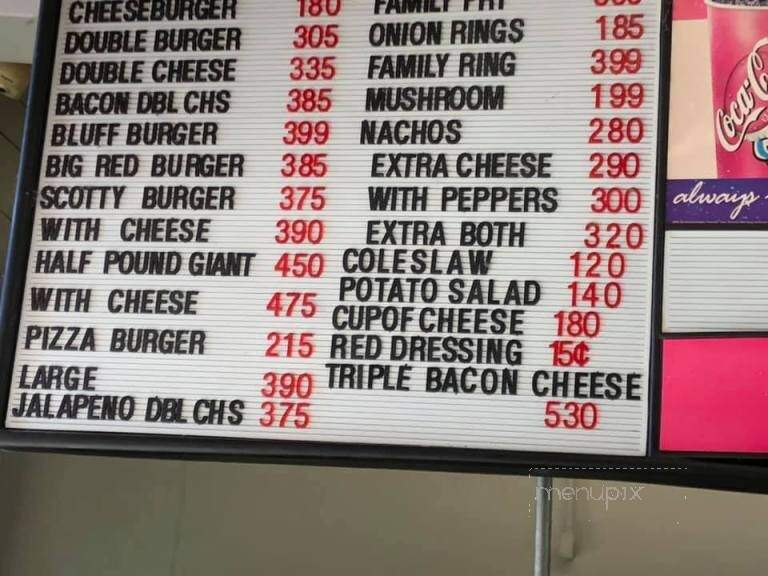 CHEESEBURGER 180
DOUBLE BURGER 305
DOUBLE CHEESE 335
BACON DBL CHS 385
BLUFF BURGER 399
BIG RED BURGER 385
SCOTTY BURGER 375
WITH CHEESE 390
HALF POUND GIANT 450
WITH CHEESE 475
PIZZA BURGER 215
LARGE 390
JALAPENO DBL CHS 375
FAMILY
ONION RINGS 185
FAMILY RING 399
MUSHROOM 199
NACHOS 280
EXTRA CHEESE 290
WITH PEPPERS 300
EXTRA BOTH 320
COLESLAW 120
POTATO SALAD 140
CUP OF CHEESE 180
RED DRESSING 15¢
TRIPLE BACON CHEESE
530
Coca-C
always
menupix